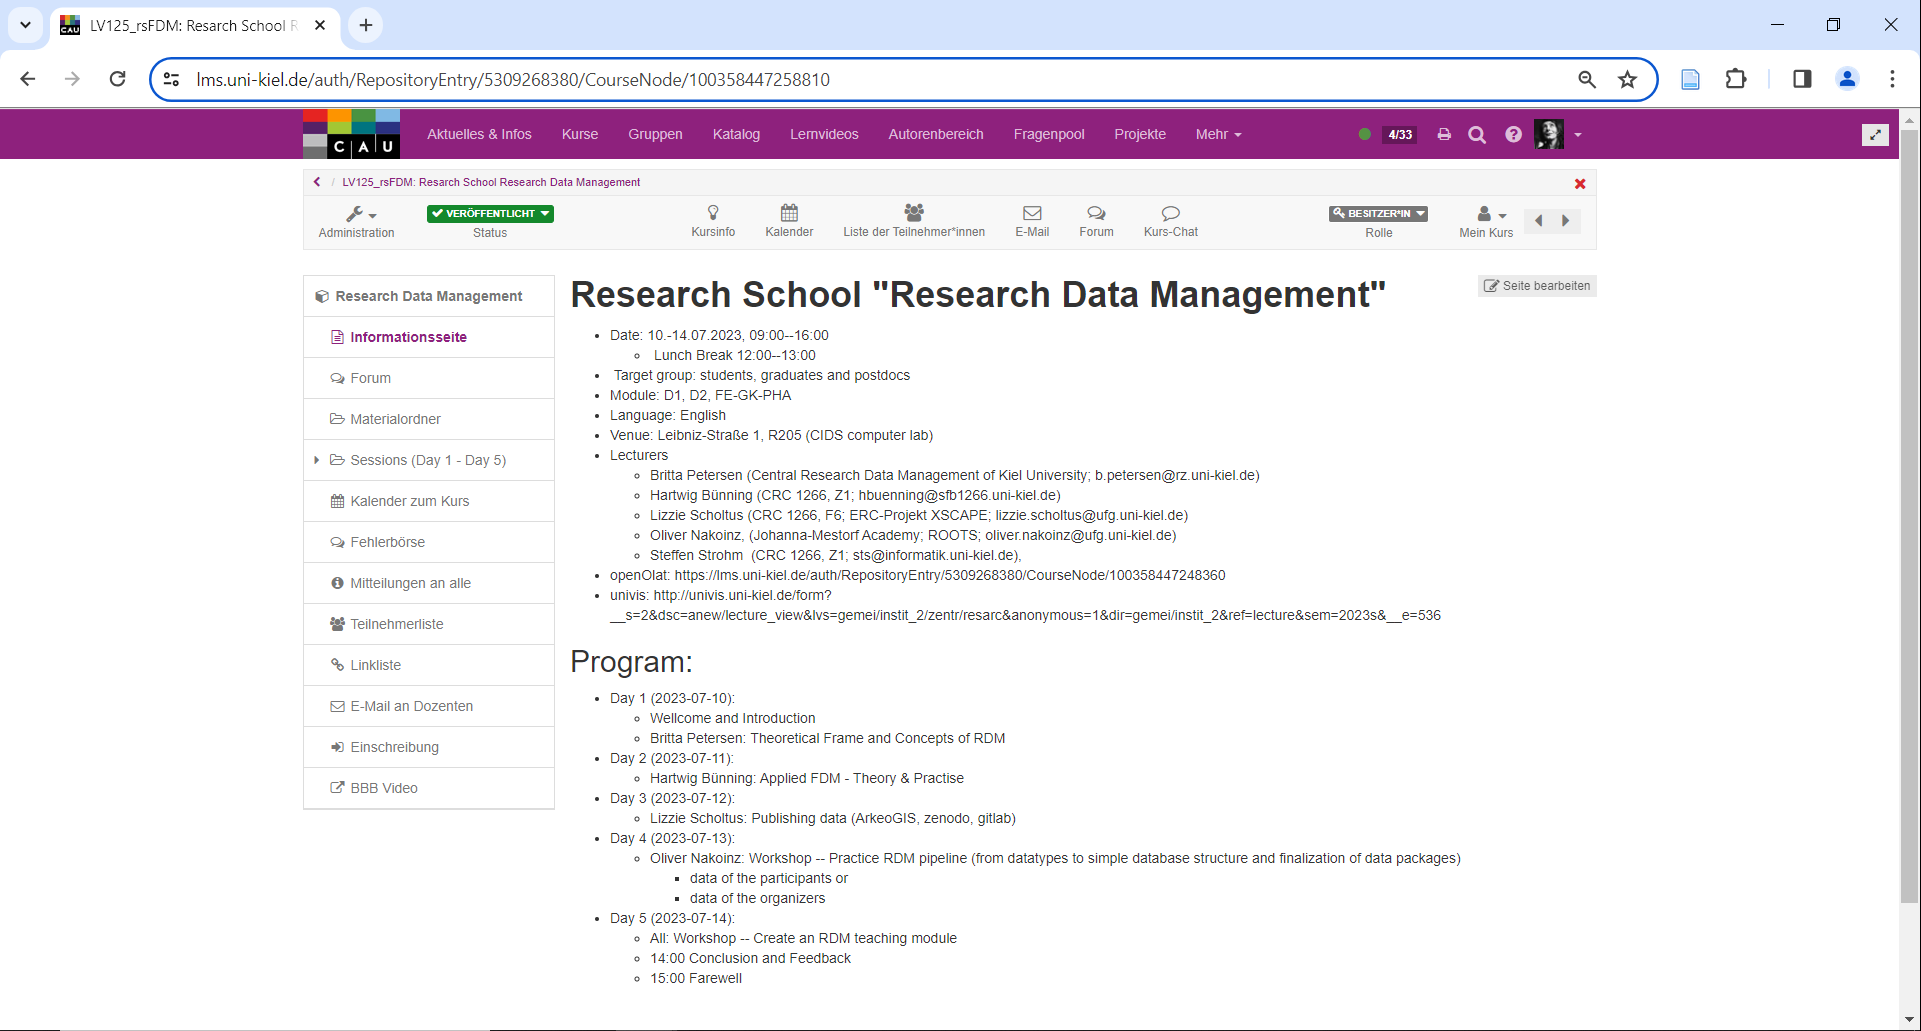 LV125_rsFDM: Resarch School R
lms.uni-kiel.de/auth/RepositoryEntry/5309268380/CourseNode/100358447258810
C A U
Aktuelles & Infos Kurse Gruppen Katalog Lernvideos Autorenbereich Fragenpool Projekte Mehr 4/33
LV125_rsFDM: Resarch School Research Data Management
Administration
VERÖFFENTLICHT
Status
Kursinfo Kalender Liste der Teilnehmer*innen E-Mail Forum Kurs-Chat
BESITZER*IN
Rolle
Mein Kurs
Research Data Management
Informationsseite
Forum
Materialordner
Sessions (Day 1 - Day 5)
Kalender zum Kurs
Fehlerbörse
Mitteilungen an alle
Teilnehmerliste
Linkliste
E-Mail an Dozenten
Einschreibung
BBB Video
Research School "Research Data Management"
Seite bearbeiten
Date: 10.-14.07.2023, 09:00--16:00
Lunch Break 12:00--13:00
Target group: students, graduates and postdocs
Module: D1, D2, FE-GK-PHA
Language: English
Venue: Leibniz-Straße 1, R205 (CIDS computer lab)
Lecturers
Britta Petersen (Central Research Data Management of Kiel University; b.petersen@rz.uni-kiel.de)
Hartwig Bünning (CRC 1266, Z1; hbuenning@sfb1266.uni-kiel.de)
Lizzie Scholtus (CRC 1266, F6; ERC-Projekt XSCAPE; lizzie.scholtus@ufg.uni-kiel.de)
Oliver Nakoinz, (Johanna-Mestorf Academy; ROOTS; oliver.nakoinz@ufg.uni-kiel.de)
Steffen Strohm (CRC 1266, Z1; sts@informatik.uni-kiel.de),
openOlat: https://lms.uni-kiel.de/auth/RepositoryEntry/5309268380/CourseNode/100358447248360
univis: http://univis.uni-kiel.de/form?
__s=2&dsc=anew/lecture_view&lvs=gemei/instit_2/zentr/resarc&anonymous=1&dir=gemei/instit_2&ref=lecture&sem=2023s&__e=536
Program:
Day 1 (2023-07-10):
Wellcome and Introduction
Britta Petersen: Theoretical Frame and Concepts of RDM
Day 2 (2023-07-11):
Hartwig Bünning: Applied FDM - Theory & Practise
Day 3 (2023-07-12):
Lizzie Scholtus: Publishing data (ArkeoGIS, zenodo, gitlab)
Day 4 (2023-07-13):
Oliver Nakoinz: Workshop -- Practice RDM pipeline (from datatypes to simple database structure and finalization of data packages)
data of the participants or
data of the organizers
Day 5 (2023-07-14):
All: Workshop -- Create an RDM teaching module
14:00 Conclusion and Feedback
15:00 Farewell